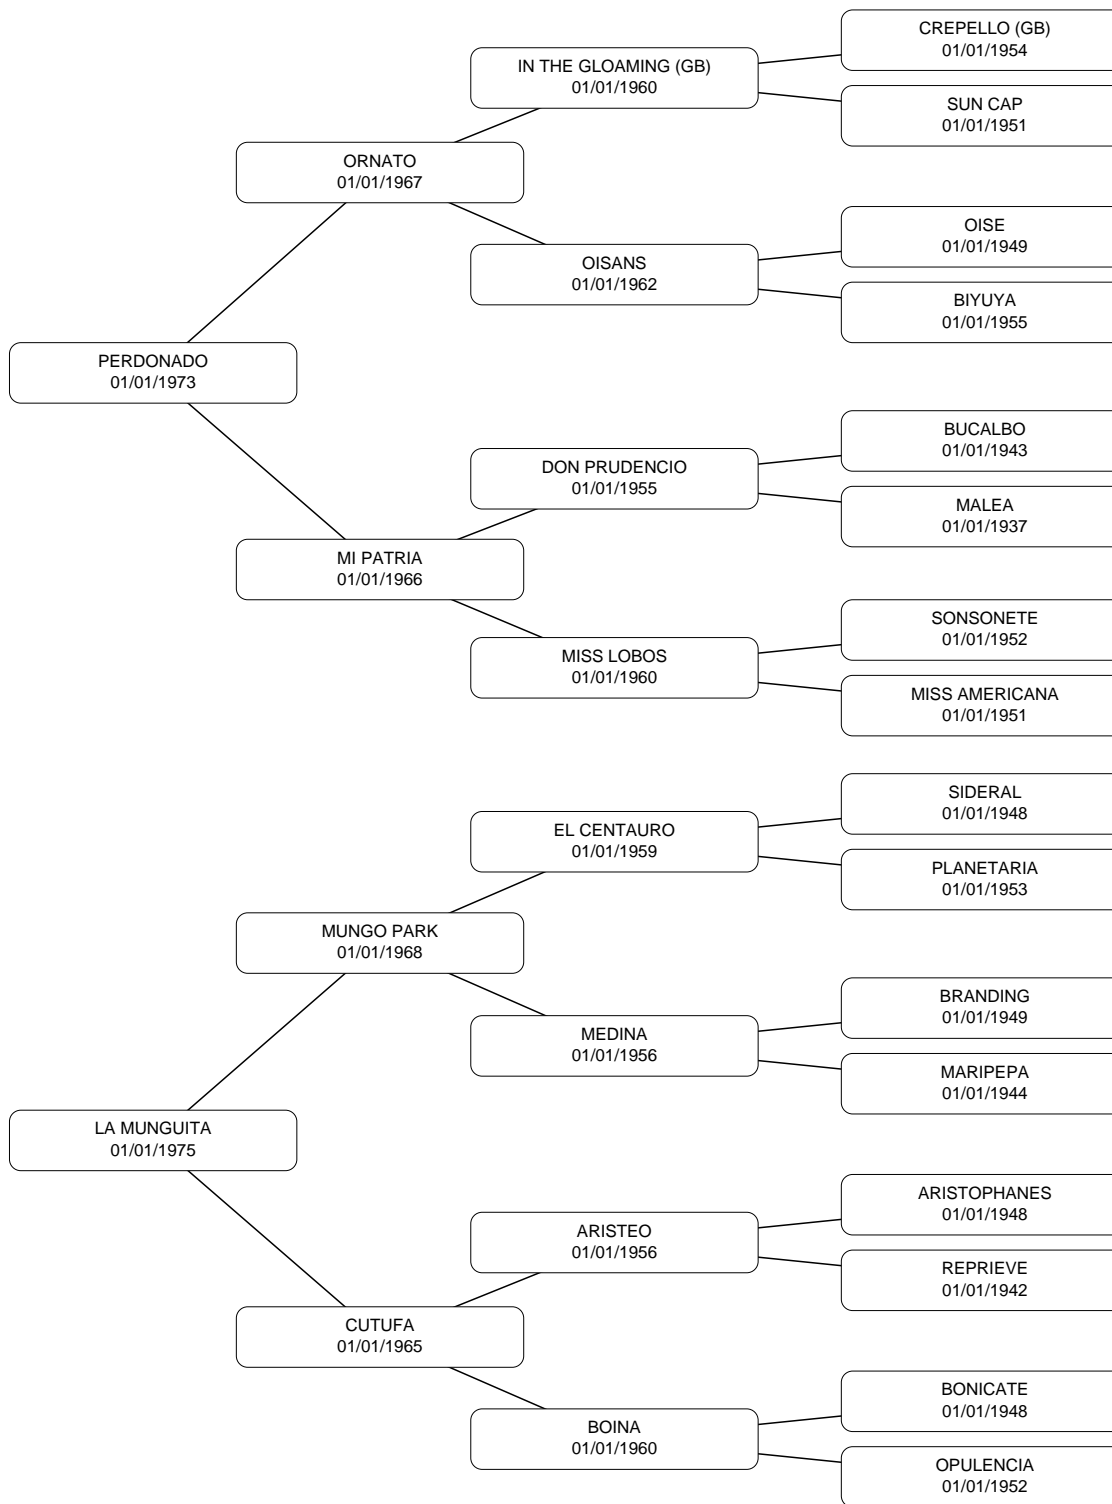 CREPELLO (GB)
01/01/1954
IN THE GLOAMING (GB)
01/01/1960
SUN CAP
01/01/1951
ORNATO
01/01/1967
OISE
01/01/1949
OISANS
01/01/1962
BIYUYA
01/01/1955
PERDONADO
01/01/1973
BUCALBO
01/01/1943
DON PRUDENCIO
01/01/1955
MALEA
01/01/1937
MI PATRIA
01/01/1966
SONSONETE
01/01/1952
MISS LOBOS
01/01/1960
MISS AMERICANA
01/01/1951
SIDERAL
01/01/1948
EL CENTAURO
01/01/1959
PLANETARIA
01/01/1953
MUNGO PARK
01/01/1968
BRANDING
01/01/1949
MEDINA
01/01/1956
MARIPEPA
01/01/1944
LA MUNGUITA
01/01/1975
ARISTOPHANES
01/01/1948
ARISTEO
01/01/1956
REPRIEVE
01/01/1942
CUTUFA
01/01/1965
BONICATE
01/01/1948
BOINA
01/01/1960
OPULENCIA
01/01/1952